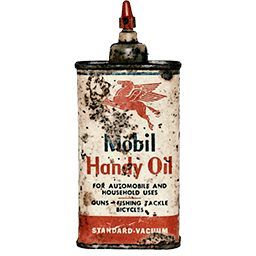 Mobil
Handy Oil
FOR AUTOMOBILE AND
HOUSEHOLD USES
GUNS - FISHING TACKLE
BICYCLES
STANDARD-VACUUM